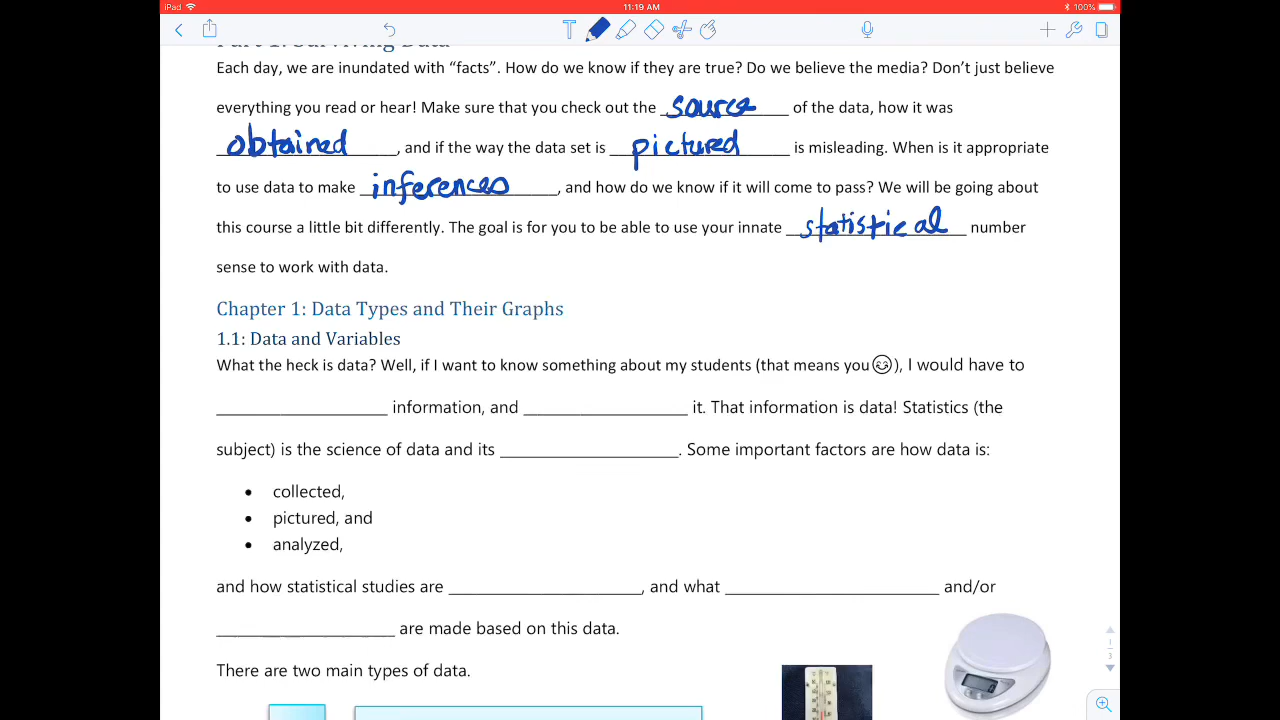 iPad 11:19 AM 100%
Part 1: Surviving Data
Each day, we are inundated with “facts”. How do we know if they are true? Do we believe the media? Don’t just believe
everything you read or hear! Make sure that you check out the source of the data, how it was
obtained, and if the way the data set is pictured is misleading. When is it appropriate
to use data to make inferences, and how do we know if it will come to pass? We will be going about
this course a little bit differently. The goal is for you to be able to use your innate statistical number
sense to work with data.
Chapter 1: Data Types and Their Graphs
1.1: Data and Variables
What the heck is data? Well, if I want to know something about my students (that means you😊), I would have to
____________________ information, and ____________________ it. That information is data! Statistics (the
subject) is the science of data and its ____________________. Some important factors are how data is:
• collected,
• pictured, and
• analyzed,
and how statistical studies are ____________________, and what ____________________ and/or
____________________ are made based on this data.
There are two main types of data.
1
3